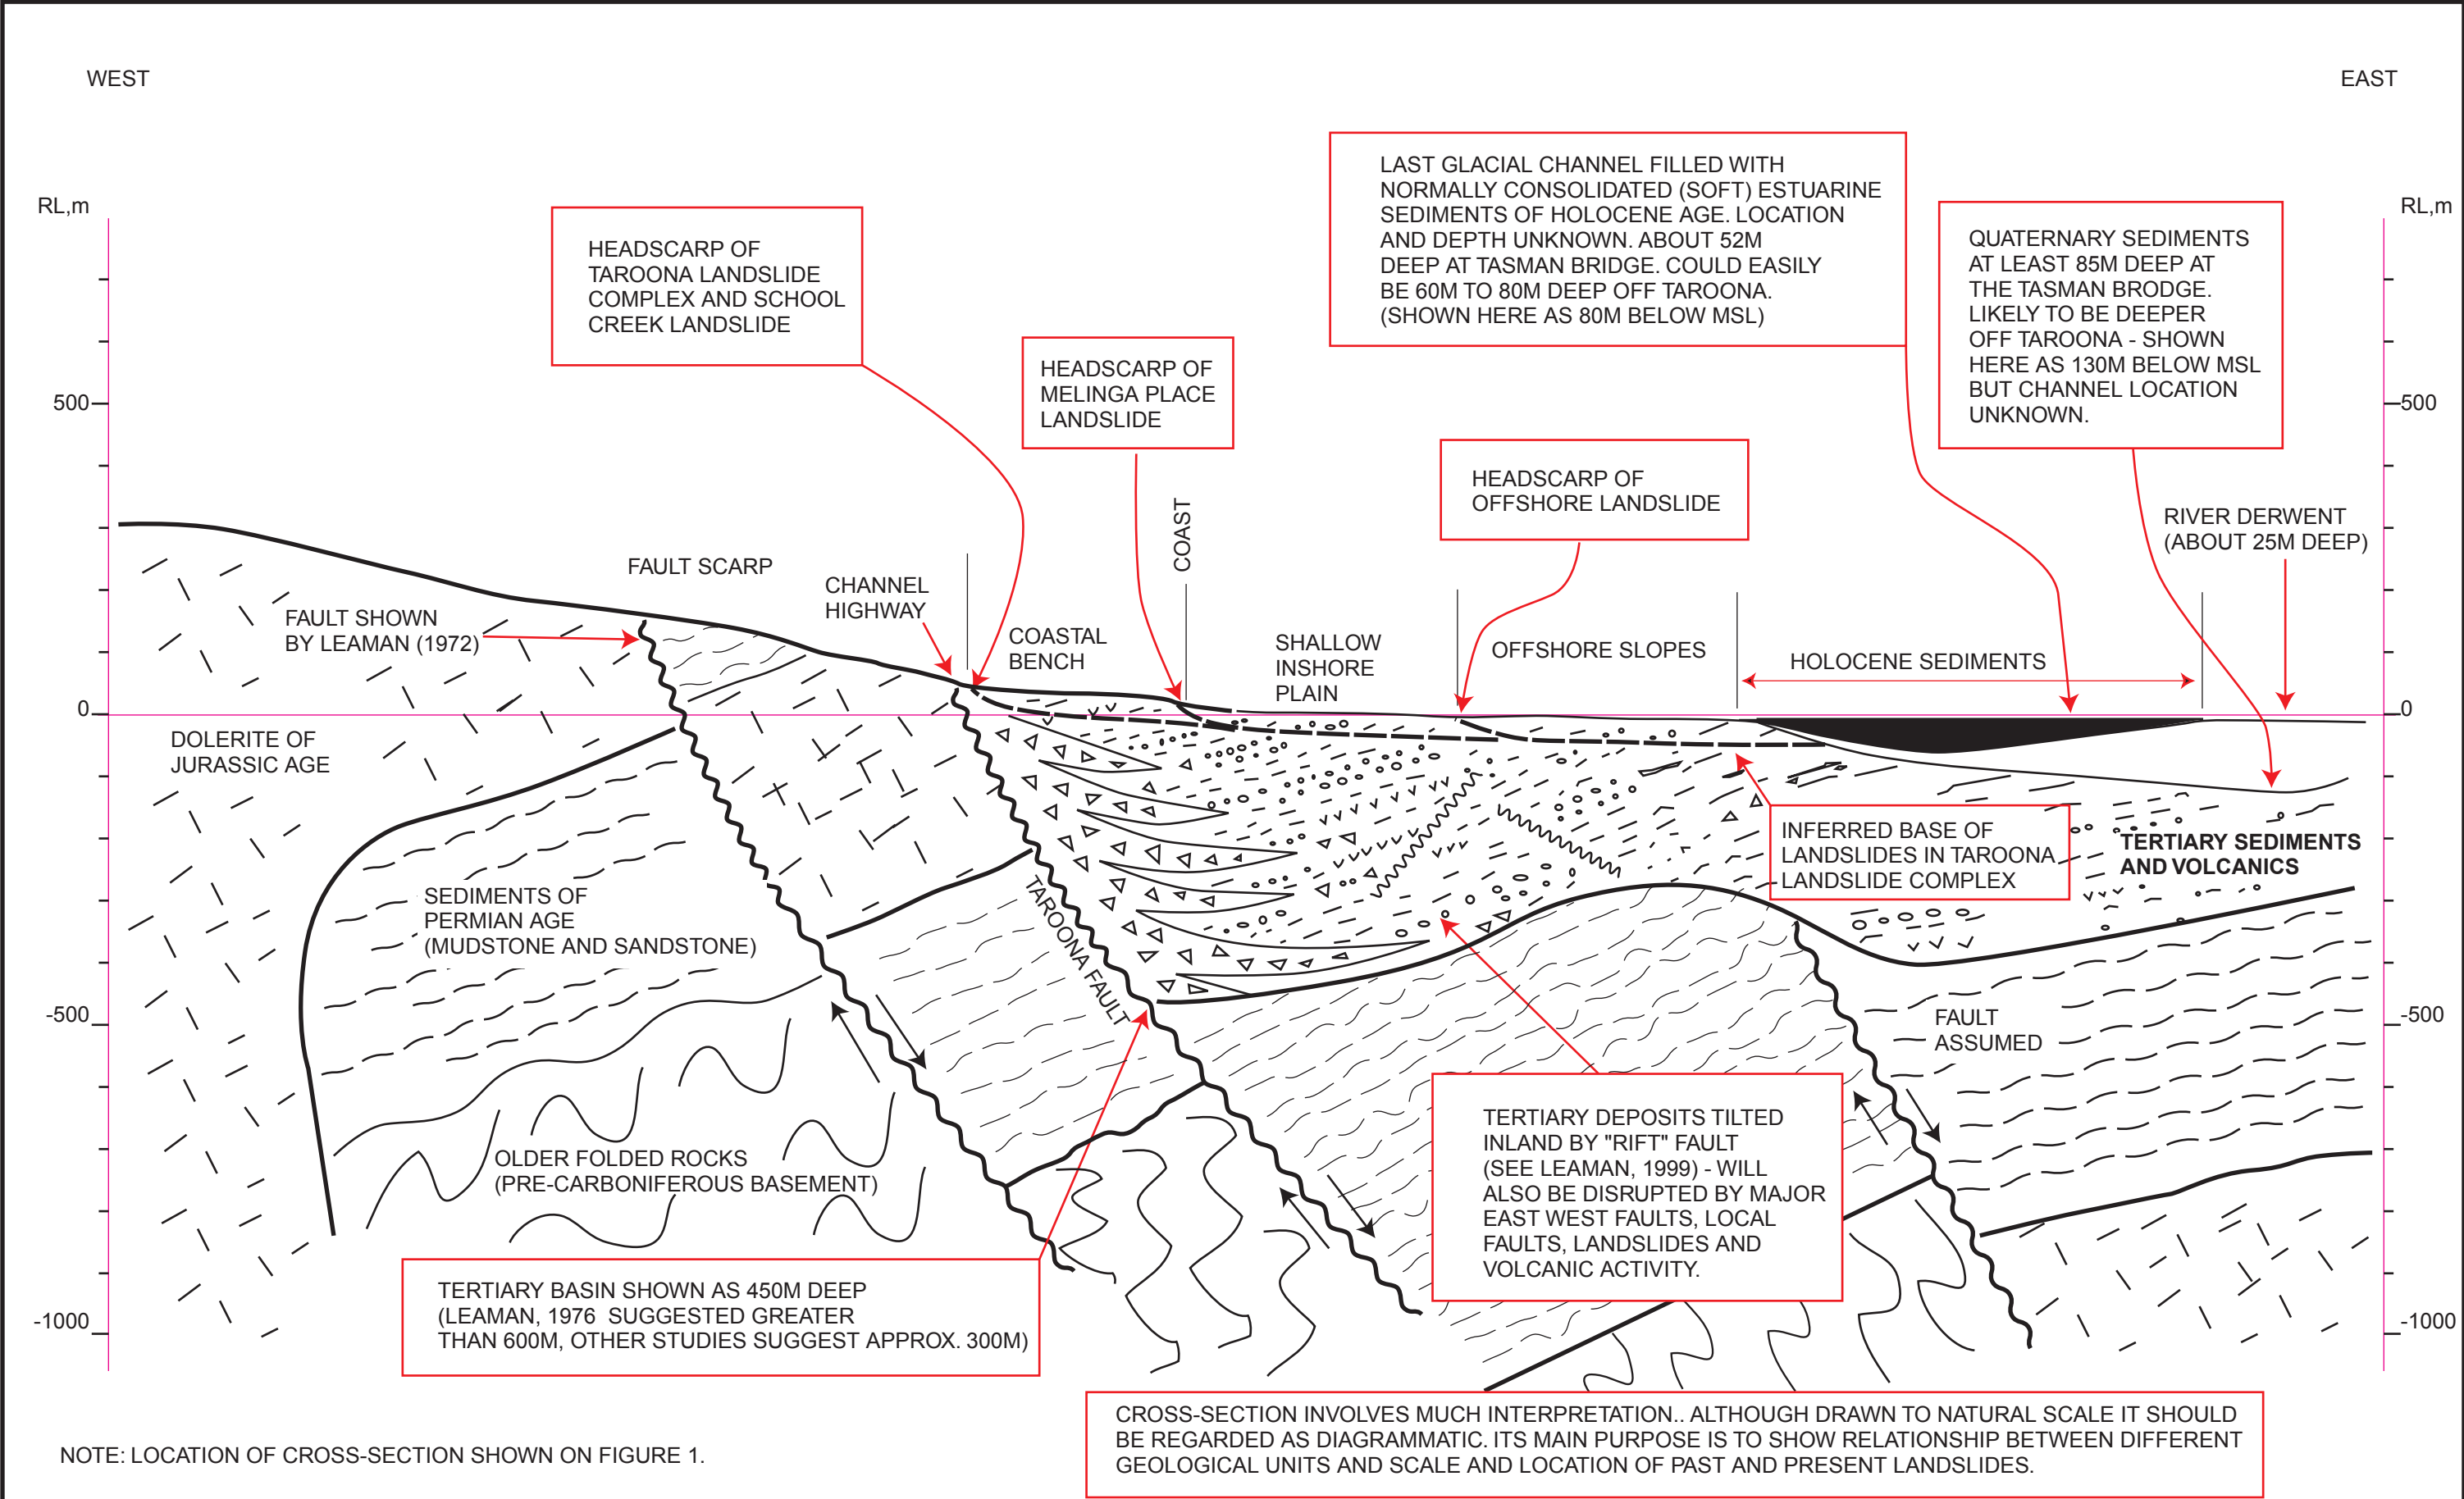 WEST
EAST
RL,m
RL,m
HEADSCARP OF
TAROONA LANDSLIDE
COMPLEX AND SCHOOL
CREEK LANDSLIDE
HEADSCARP OF
MELINGA PLACE
LANDSLIDE
LAST GLACIAL CHANNEL FILLED WITH
NORMALLY CONSOLIDATED (SOFT) ESTUARINE
SEDIMENTS OF HOLOCENE AGE. LOCATION
AND DEPTH UNKNOWN. ABOUT 52M
DEEP AT TASMAN BRIDGE. COULD EASILY
BE 60M TO 80M DEEP OFF TAROONA.
(SHOWN HERE AS 80M BELOW MSL)
QUATERNARY SEDIMENTS
AT LEAST 85M DEEP AT
THE TASMAN BRODGE.
LIKELY TO BE DEEPER
OFF TAROONA - SHOWN
HERE AS 130M BELOW MSL
BUT CHANNEL LOCATION
UNKNOWN.
500
500
HEADSCARP OF
OFFSHORE LANDSLIDE
COAST
RIVER DERWENT
(ABOUT 25M DEEP)
FAULT SCARP
CHANNEL
HIGHWAY
FAULT SHOWN
BY LEAMAN (1972)
COASTAL
BENCH
SHALLOW
INSHORE
PLAIN
OFFSHORE SLOPES
HOLOCENE SEDIMENTS
0
0
DOLERITE OF
JURASSIC AGE
INFERRED BASE OF
LANDSLIDES IN TAROONA
LANDSLIDE COMPLEX
TERTIARY SEDIMENTS
AND VOLCANICS
SEDIMENTS OF
PERMIAN AGE
(MUDSTONE AND SANDSTONE)
TAROONA FAULT
-500
-500
FAULT
ASSUMED
OLDER FOLDED ROCKS
(PRE-CARBONIFEROUS BASEMENT)
TERTIARY DEPOSITS TILTED
INLAND BY "RIFT" FAULT
(SEE LEAMAN, 1999) - WILL
ALSO BE DISRUPTED BY MAJOR
EAST WEST FAULTS, LOCAL
FAULTS, LANDSLIDES AND
VOLCANIC ACTIVITY.
TERTIARY BASIN SHOWN AS 450M DEEP
(LEAMAN, 1976 SUGGESTED GREATER
THAN 600M, OTHER STUDIES SUGGEST APPROX. 300M)
-1000
-1000
CROSS-SECTION INVOLVES MUCH INTERPRETATION.. ALTHOUGH DRAWN TO NATURAL SCALE IT SHOULD
BE REGARDED AS DIAGRAMMATIC. ITS MAIN PURPOSE IS TO SHOW RELATIONSHIP BETWEEN DIFFERENT
GEOLOGICAL UNITS AND SCALE AND LOCATION OF PAST AND PRESENT LANDSLIDES.
NOTE: LOCATION OF CROSS-SECTION SHOWN ON FIGURE 1.